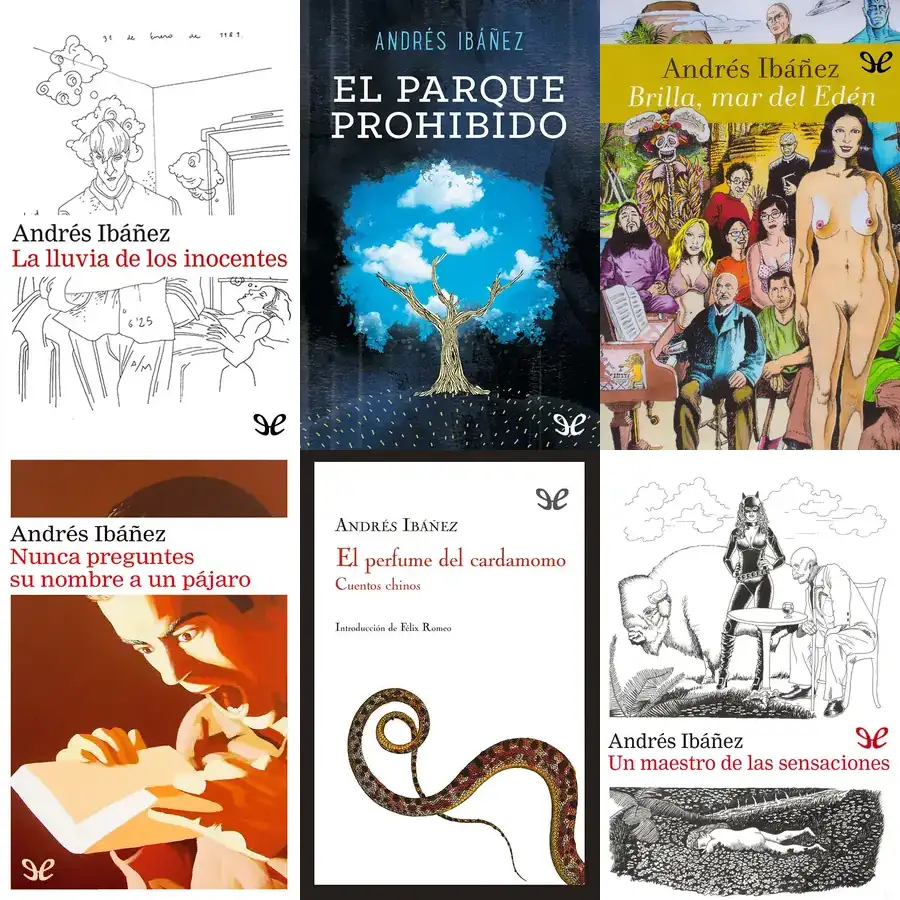 31 de Enero de 1989.
Andrés Ibáñez
La lluvia de los inocentes
6'25
A/M
ANDRÉS IBÁÑEZ
EL PARQUE
PROHIBIDO
Andrés Ibáñez
Brilla, mar del Edén
Andrés Ibáñez
Nunca preguntes
su nombre a un pájaro
ANDRÉS IBÁÑEZ
El perfume del cardamomo
Cuentos chinos
Introducción de Félix Romeo
Andrés Ibáñez
Un maestro de las sensaciones